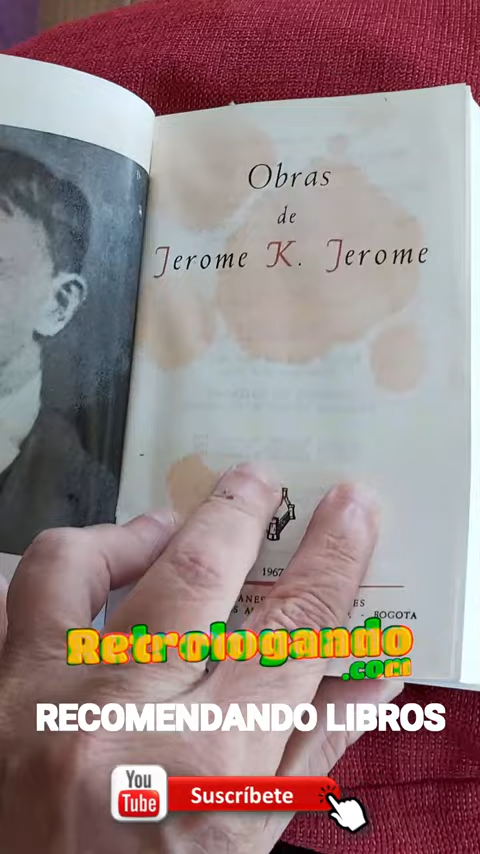 Obras
de
Jerome K. Jerome
1967
BOGOTA
Retrologando
.com
RECOMENDANDO LIBROS
You
Tube
Suscríbete